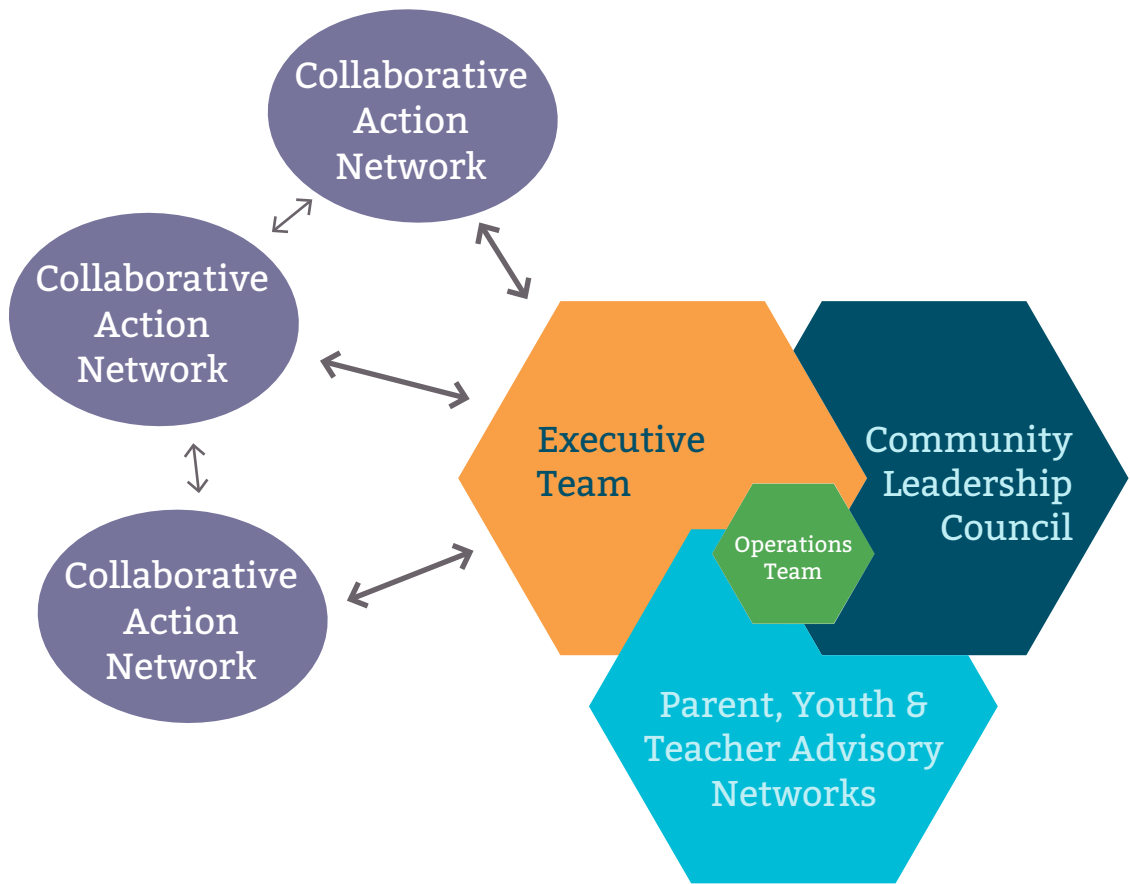 Collaborative
Action
Network
Collaborative
Action
Network
Collaborative
Action
Network
Executive
Team
Community
Leadership
Council
Operations
Team
Parent, Youth &
Teacher Advisory
Networks